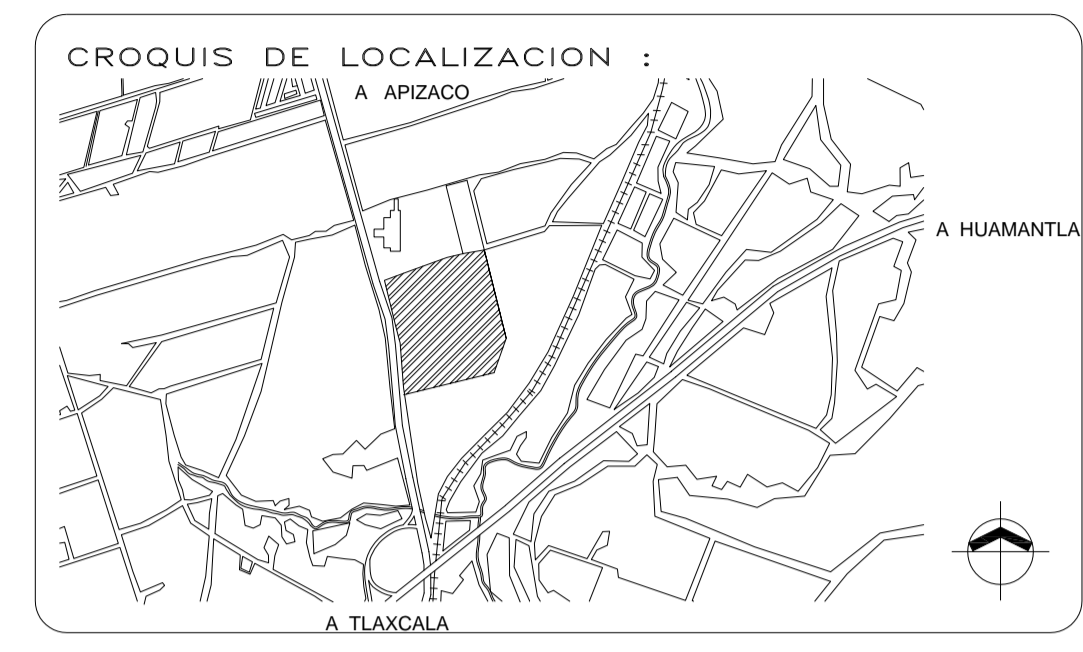 CROQUIS DE LOCALIZACION :
A APIZACO
A HUAMANTLA
A TLAXCALA